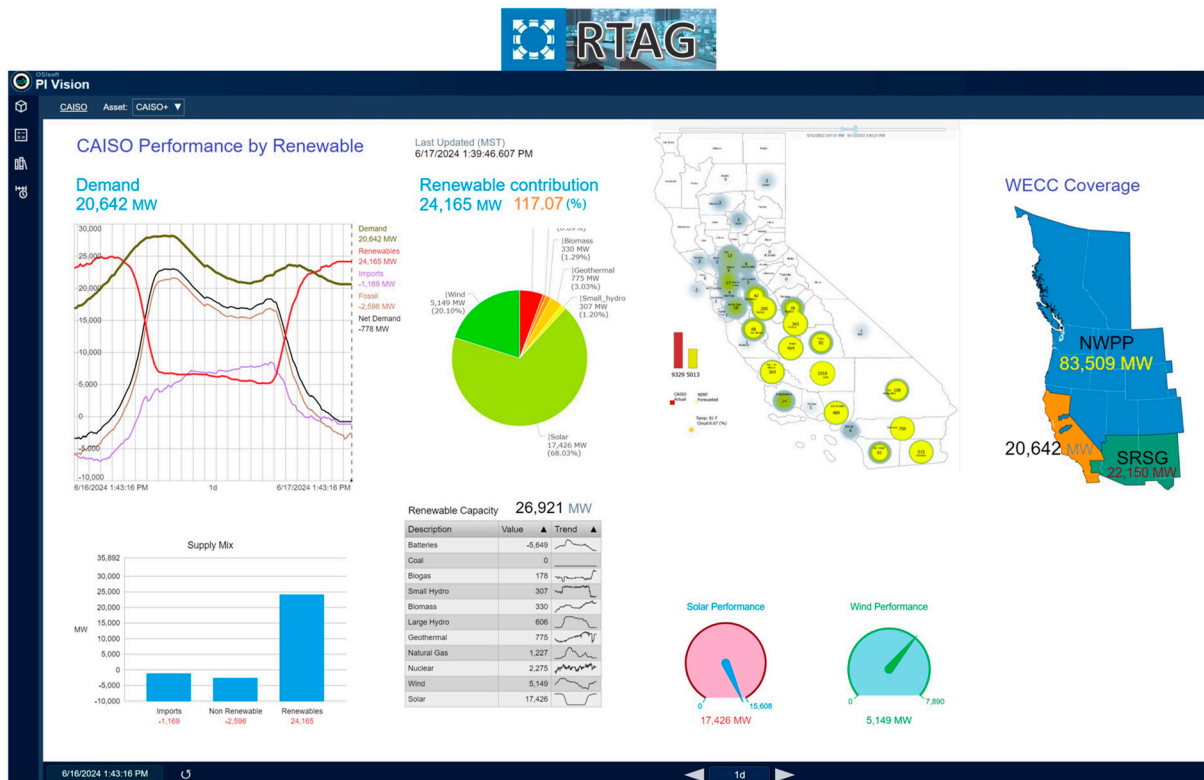 RTAG
OSIsoft
PI Vision
CAISO Asset: CAISO+ ▼
CAISO Performance by Renewable
Last Updated (MST)
6/17/2024 1:39:46.607 PM
Demand
20,642 MW
Renewable contribution
24,165 MW 117.07 (%)
WECC Coverage
30,000
25,000
20,000
15,000
10,000
5,000
0
-5,000
-10,000
6/16/2024 1:43:16 PM 1d 6/17/2024 1:43:16 PM
Demand
20,642 MW
Renewables
24,165 MW
Imports
-1,169 MW
Fossil
-2,596 MW
Net Demand
-778 MW
|Biomass
330 MW
(1.29%)
|Geothermal
775 MW
(3.03%)
|Small_hydro
307 MW
(1.20%)
|Wind
5,149 MW
(20.10%)
|Solar
17,426 MW
(68.03%)
9329 5013
CAISO
Actual
Forecasted
Temp: 81 F
NWPP
83,509 MW
20,642 MW
SRSG
22,150 MW
Supply Mix
35,892
30,000
25,000
20,000
15,000
10,000
5,000
0
-5,000
-10,000
MW
Imports
-1,169
Non Renewable
-2,596
Renewables
24,165
Renewable Capacity 26,921 MW
Description Value ▲ Trend ▲
Batteries -5,649
Coal 0
Biogas 178
Small Hydro 307
Biomass 330
Large Hydro 606
Geothermal 775
Natural Gas 1,227
Nuclear 2,275
Wind 5,149
Solar 17,426
Solar Performance
0 15,608
17,426 MW
Wind Performance
0 7,890
5,149 MW
6/16/2024 1:43:16 PM 1d